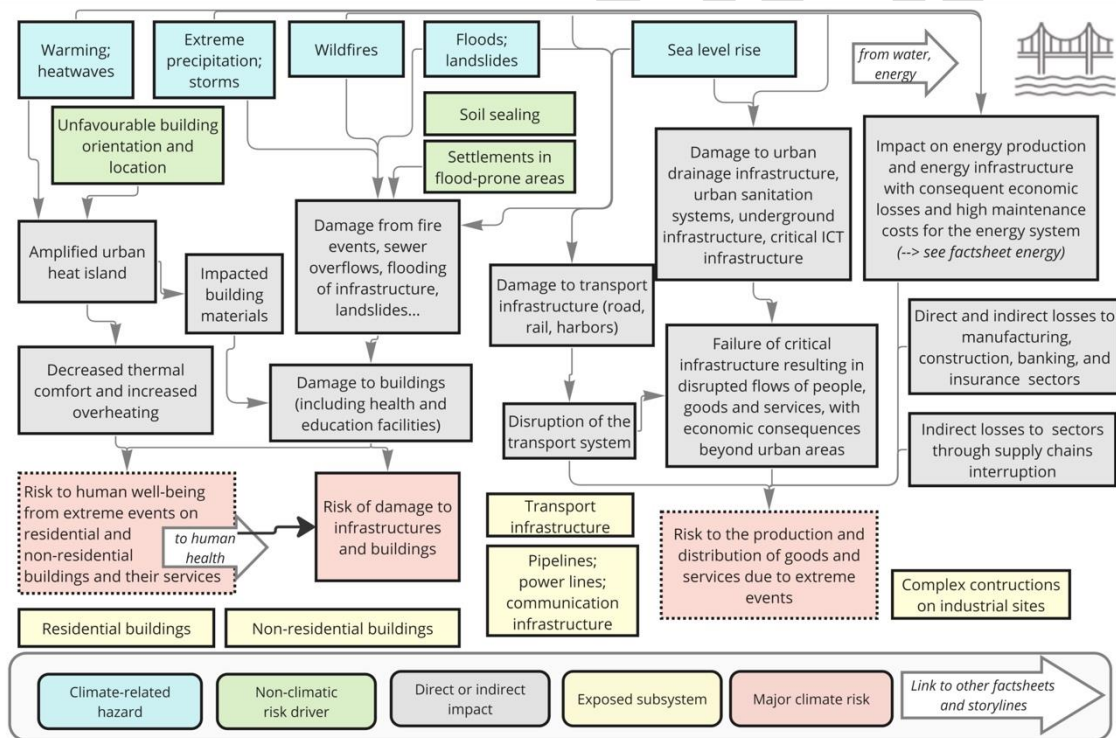 Warming;
heatwaves
Extreme
precipitation;
storms
Wildfires
Floods;
landslides
Sea level rise
from water,
energy
Unfavourable building
orientation and
location
Soil sealing
Settlements in
flood-prone areas
Damage to urban
drainage infrastructure,
urban sanitation
systems, underground
infrastructure, critical ICT
infrastructure
Impact on energy production
and energy infrastructure
with consequent economic
losses and high maintenance
costs for the energy system
(--> see factsheet energy)
Amplified urban
heat island
Impacted
building
materials
Damage from fire
events, sewer
overflows, flooding
of infrastructure,
landslides...
Damage to transport
infrastructure (road,
rail, harbors)
Direct and indirect losses to
manufacturing,
construction, banking, and
insurance sectors
Decreased thermal
comfort and increased
overheating
Damage to buildings
(including health and
education facilities)
Disruption of the
transport system
Failure of critical
infrastructure resulting in
disrupted flows of people,
goods and services, with
economic consequences
beyond urban areas
Indirect losses to sectors
through supply chains
interruption
Risk to human well-being
from extreme events on
residential and
non-residential
buildings and their services
to human
health
Risk of damage to
infrastructures
and buildings
Transport
infrastructure
Pipelines;
power lines;
communication
infrastructure
Risk to the production and
distribution of goods and
services due to extreme
events
Complex contructions
on industrial sites
Residential buildings
Non-residential buildings
Climate-related
hazard
Non-climatic
risk driver
Direct or indirect
impact
Exposed subsystem
Major climate risk
Link to other factsheets
and storylines